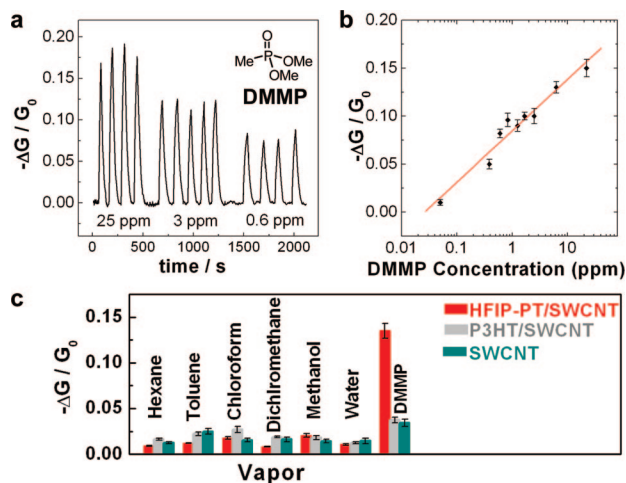 a
-ΔG / G0
0.20
0.15
0.10
0.05
0.00
O
Me P OMe
OMe
DMMP
25 ppm 3 ppm 0.6 ppm
0 500 1000 1500 2000
time / s
b
-ΔG / G0
0.20
0.15
0.10
0.05
0.00
0.01 0.1 1 10 100
DMMP Concentration (ppm)
c
-ΔG / G0
0.15
0.10
0.05
0.00
Hexane
Toluene
Chloroform
Dichlromethane
Methanol
Water
DMMP
HFIP-PT/SWCNT
P3HT/SWCNT
SWCNT
Vapor